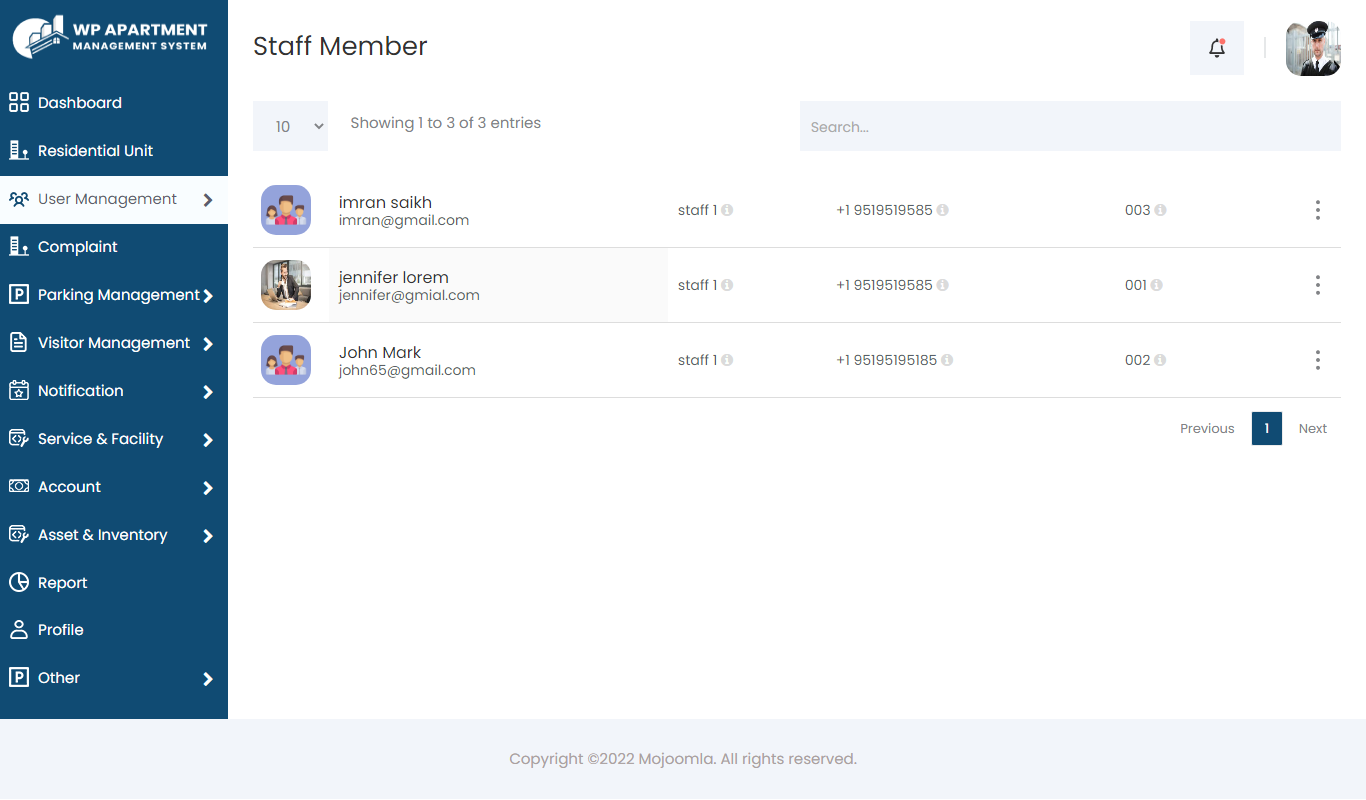 WP APARTMENT
MANAGEMENT SYSTEM
Dashboard
Residential Unit
User Management
Complaint
P Parking Management
Visitor Management
Notification
Service & Facility
Account
Asset & Inventory
Report
Profile
P Other
Staff Member
10
Showing 1 to 3 of 3 entries
Search...
imran saikh
imran@gmail.com
staff 1
+1 9519519585
003
jennifer lorem
jennifer@gmial.com
staff 1
+1 9519519585
001
John Mark
john65@gmail.com
staff 1
+1 95195195185
002
Previous 1 Next
Copyright ©2022 Mojoomla. All rights reserved.